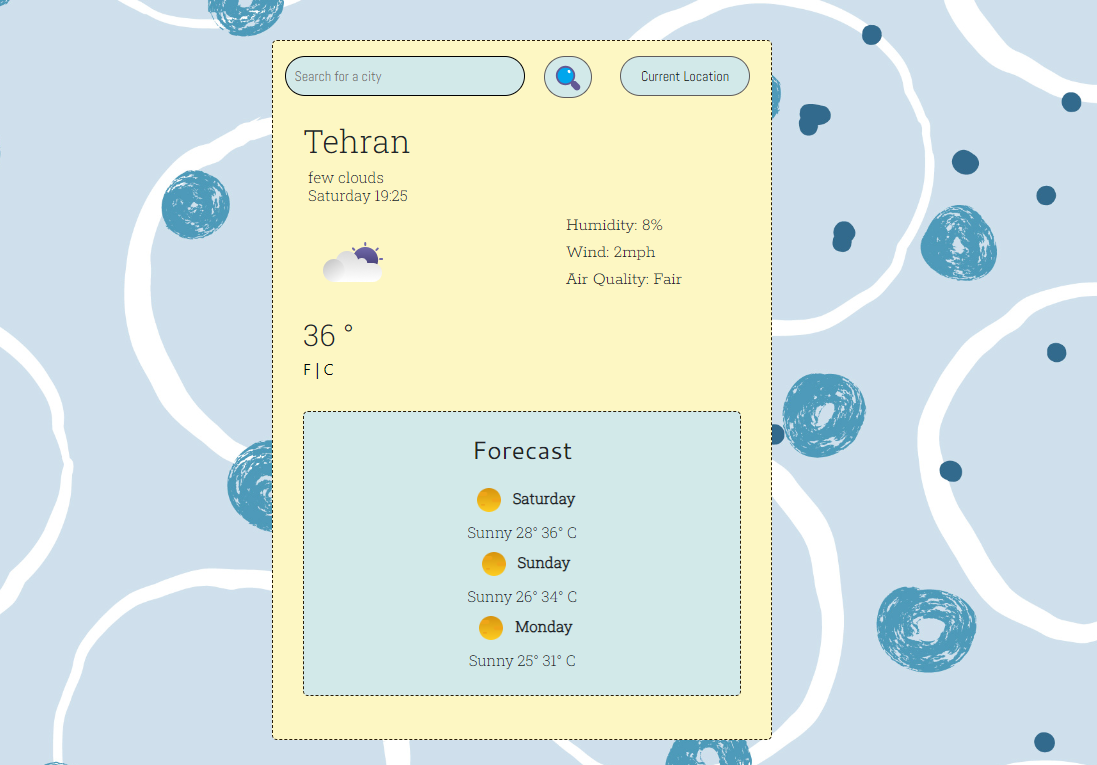 Search for a city
Current Location
Tehran
few clouds
Saturday 19:25
Humidity: 8%
Wind: 2mph
Air Quality: Fair
36 °
F | C
Forecast
Saturday
Sunny 28° 36° C
Sunday
Sunny 26° 34° C
Monday
Sunny 25° 31° C